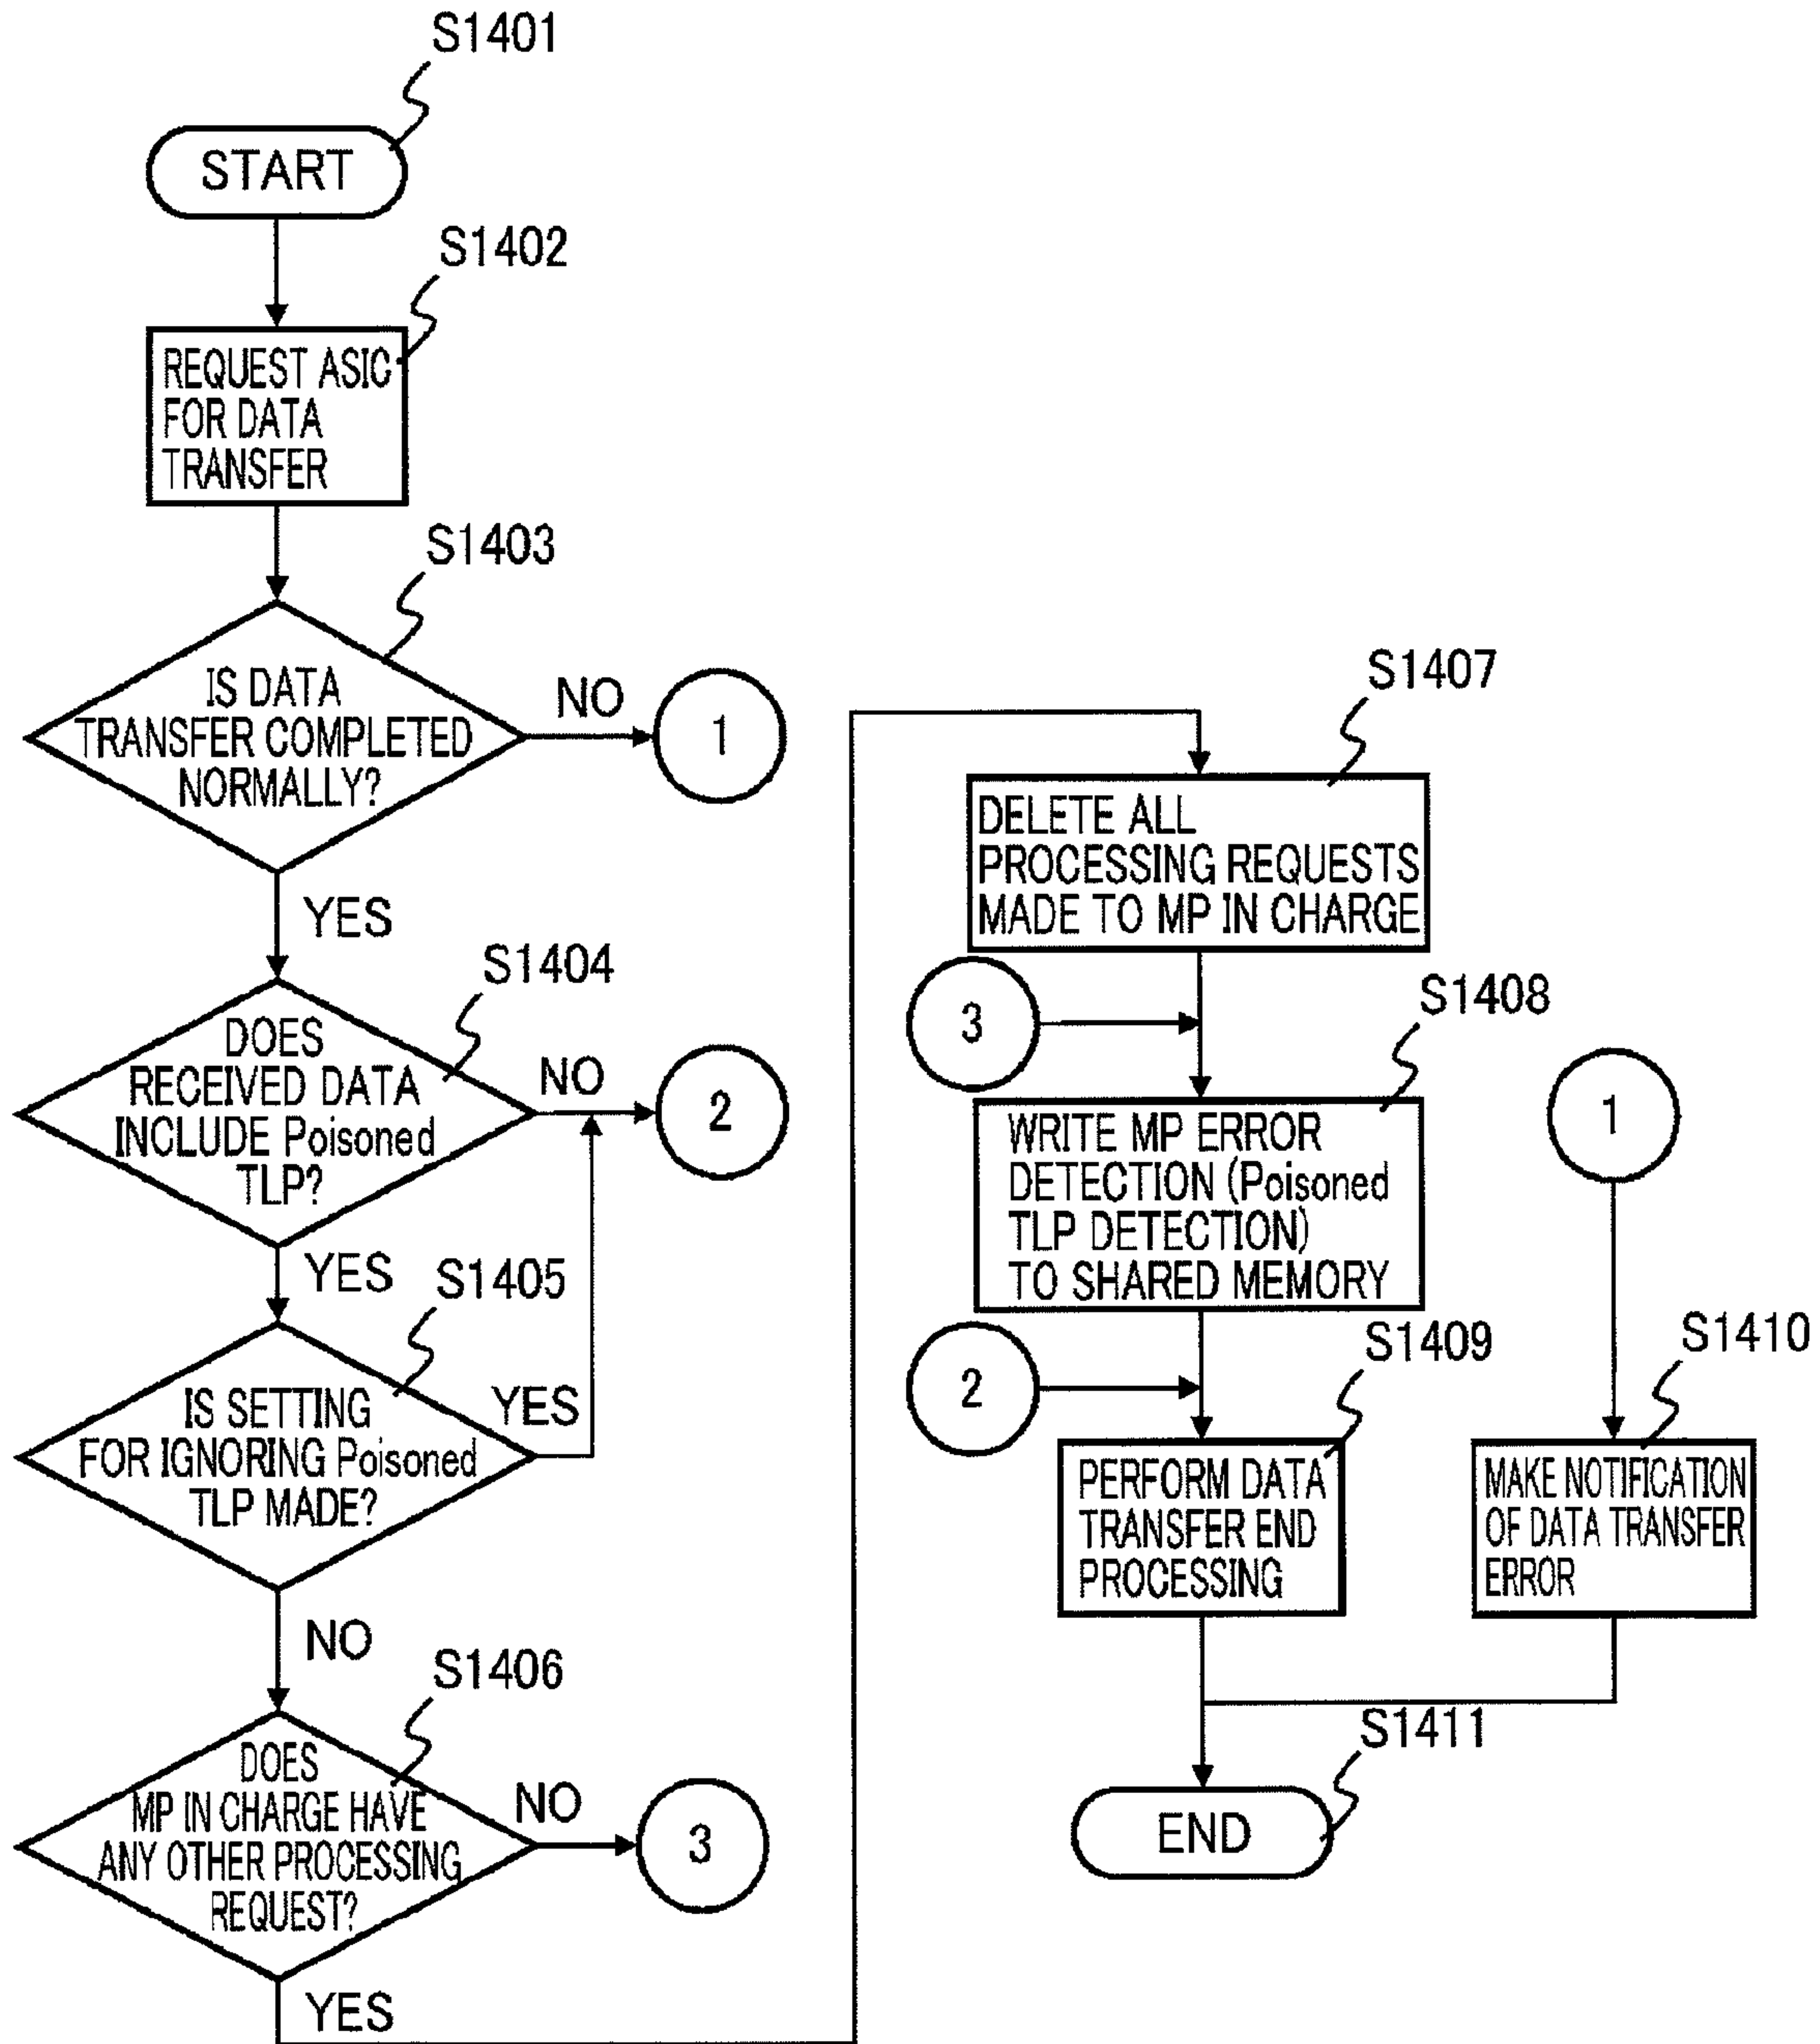 S1401
START
S1402
REQUEST ASIC
FOR DATA
TRANSFER
S1403
IS DATA
TRANSFER COMPLETED
NORMALLY?
NO
1
YES
S1404
DOES
RECEIVED DATA
INCLUDE Poisoned
TLP?
NO
2
YES
S1405
IS SETTING
FOR IGNORING Poisoned
TLP MADE?
YES
NO
S1406
DOES
MP IN CHARGE HAVE
ANY OTHER PROCESSING
REQUEST?
NO
3
YES
S1407
DELETE ALL
PROCESSING REQUESTS
MADE TO MP IN CHARGE
3
S1408
WRITE MP ERROR
DETECTION (Poisoned
TLP DETECTION)
TO SHARED MEMORY
2
S1409
PERFORM DATA
TRANSFER END
PROCESSING
1
S1410
MAKE NOTIFICATION
OF DATA TRANSFER
ERROR
S1411
END